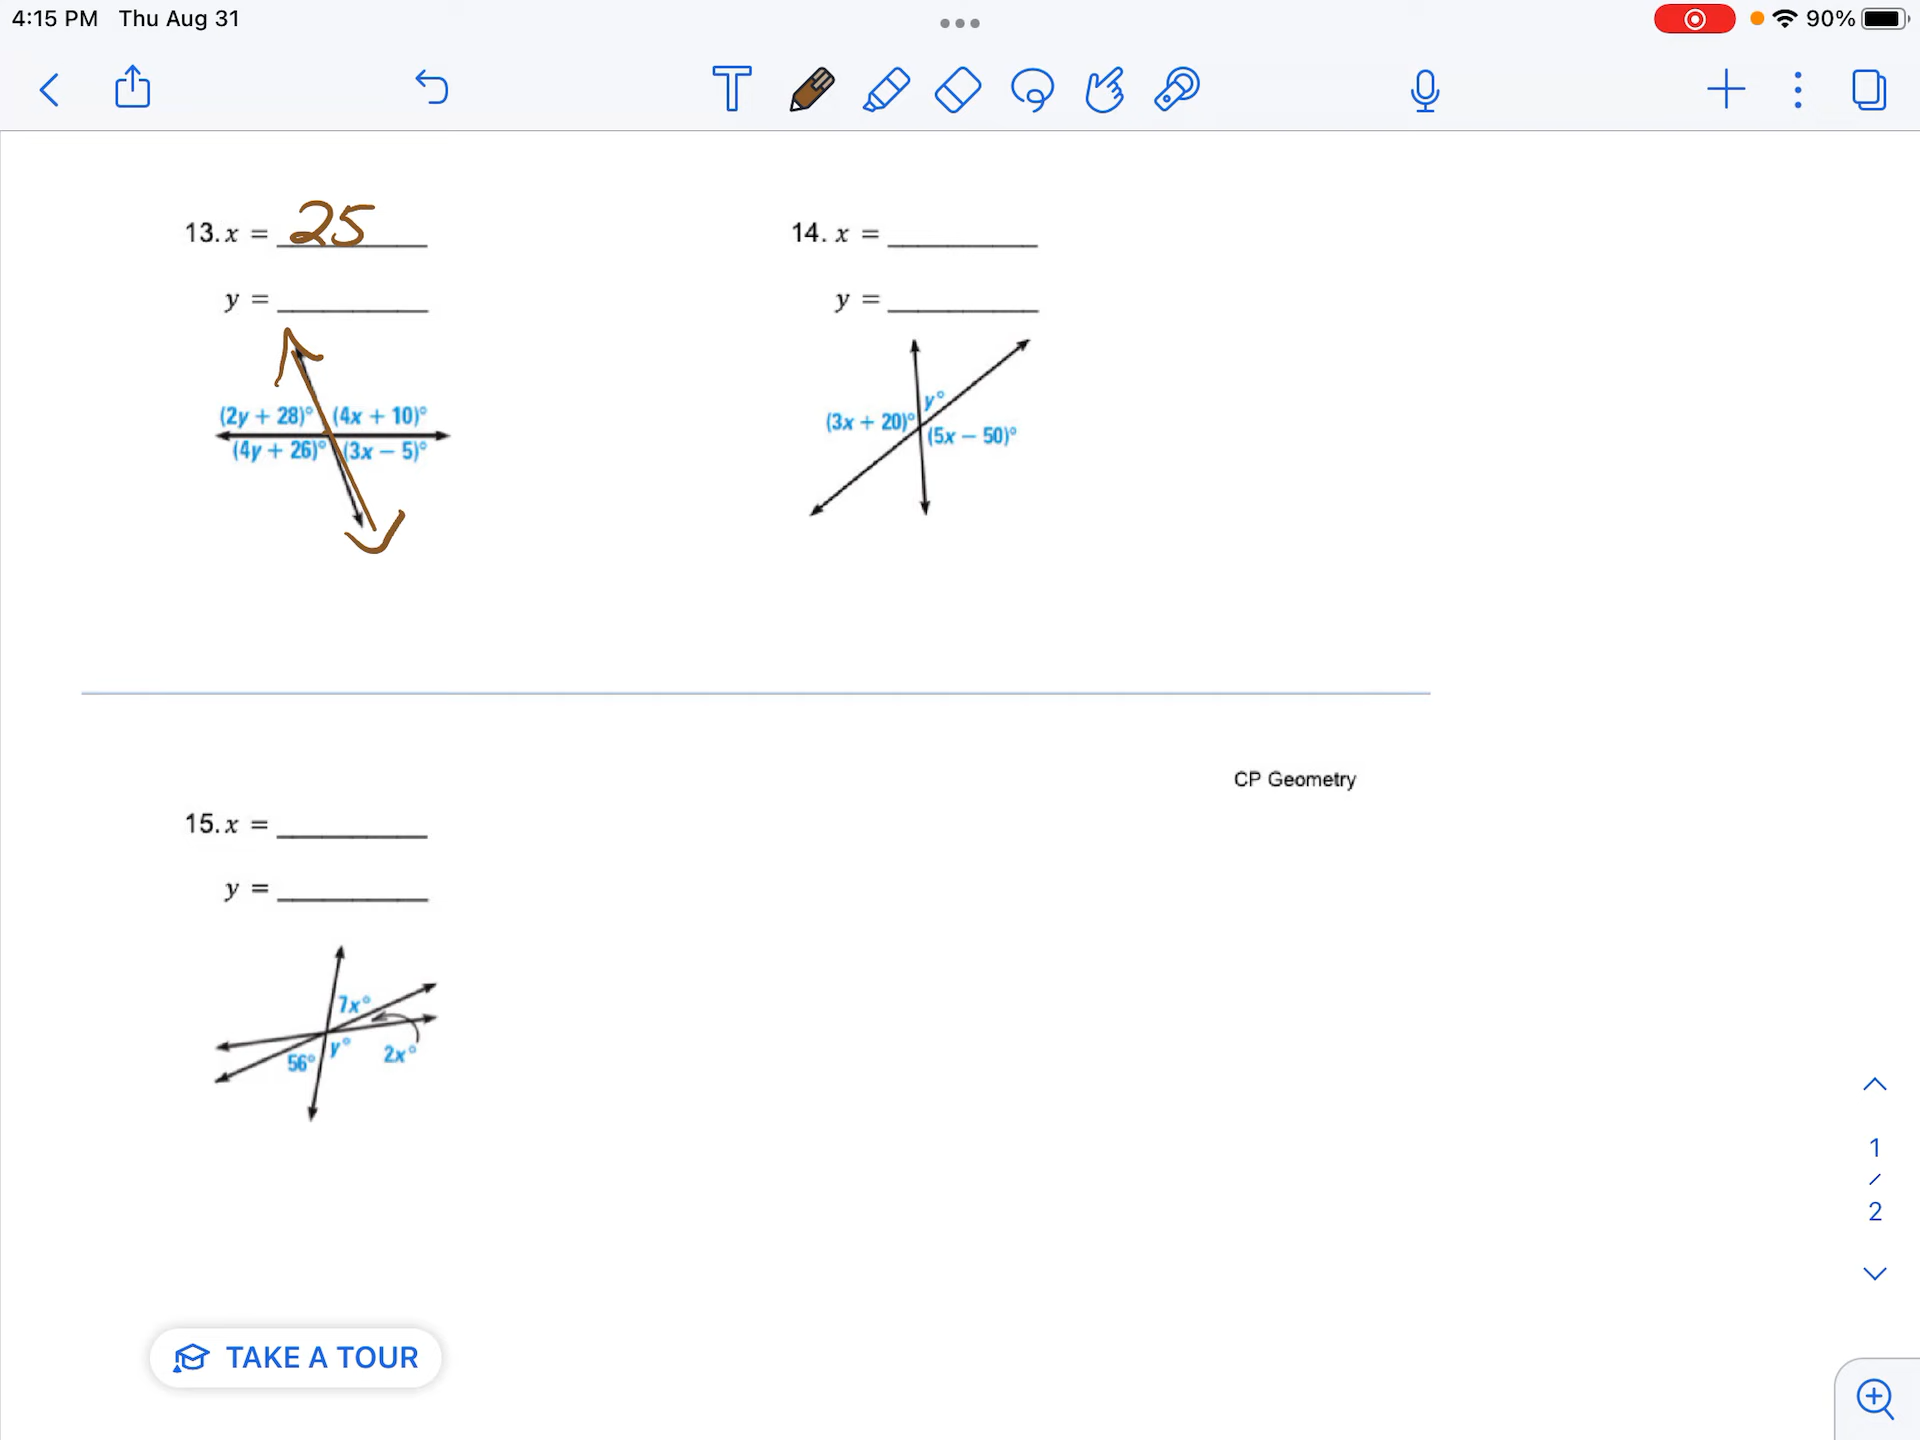 4:15 PM Thu Aug 31
90%
13. x = 25
y =
(2y + 28)° (4x + 10)°
(4y + 26)° (3x − 5)°
14. x =
y =
y°
(3x + 20)°
(5x − 50)°
CP Geometry
15. x =
y =
7x°
56° y° 2x°
1
/
2
TAKE A TOUR